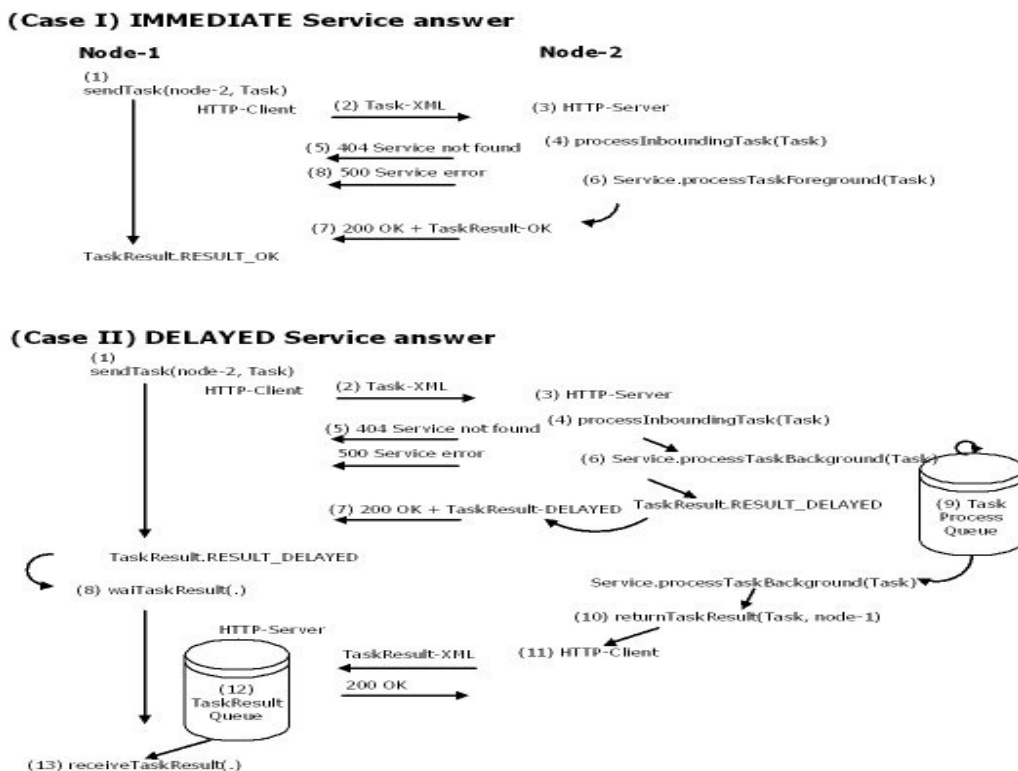 (Case I) IMMEDIATE Service answer
Node-1
Node-2
(1)
sendTask(node-2, Task)
HTTP-Client
(2) Task-XML
(3) HTTP-Server
(4) processInboundingTask(Task)
(5) 404 Service not found
(8) 500 Service error
(6) Service.processTaskForeground(Task)
(7) 200 OK + TaskResult-OK
TaskResult.RESULT_OK
(Case II) DELAYED Service answer
(1)
sendTask(node-2, Task)
HTTP-Client
(2) Task-XML
(3) HTTP-Server
(4) processInboundingTask(Task)
(5) 404 Service not found
500 Service error
(6) Service.processTaskBackground(Task)
(7) 200 OK + TaskResult-DELAYED
TaskResult.RESULT_DELAYED
(9) Task
Process
Queue
TaskResult.RESULT_DELAYED
(8) waiTaskResult(.)
Service.processTaskBackground(Task)
(10) returnTaskResult(Task, node-1)
HTTP-Server
TaskResult-XML
(11) HTTP-Client
200 OK
(12)
TaskResult
Queue
(13) receiveTaskResult(.)